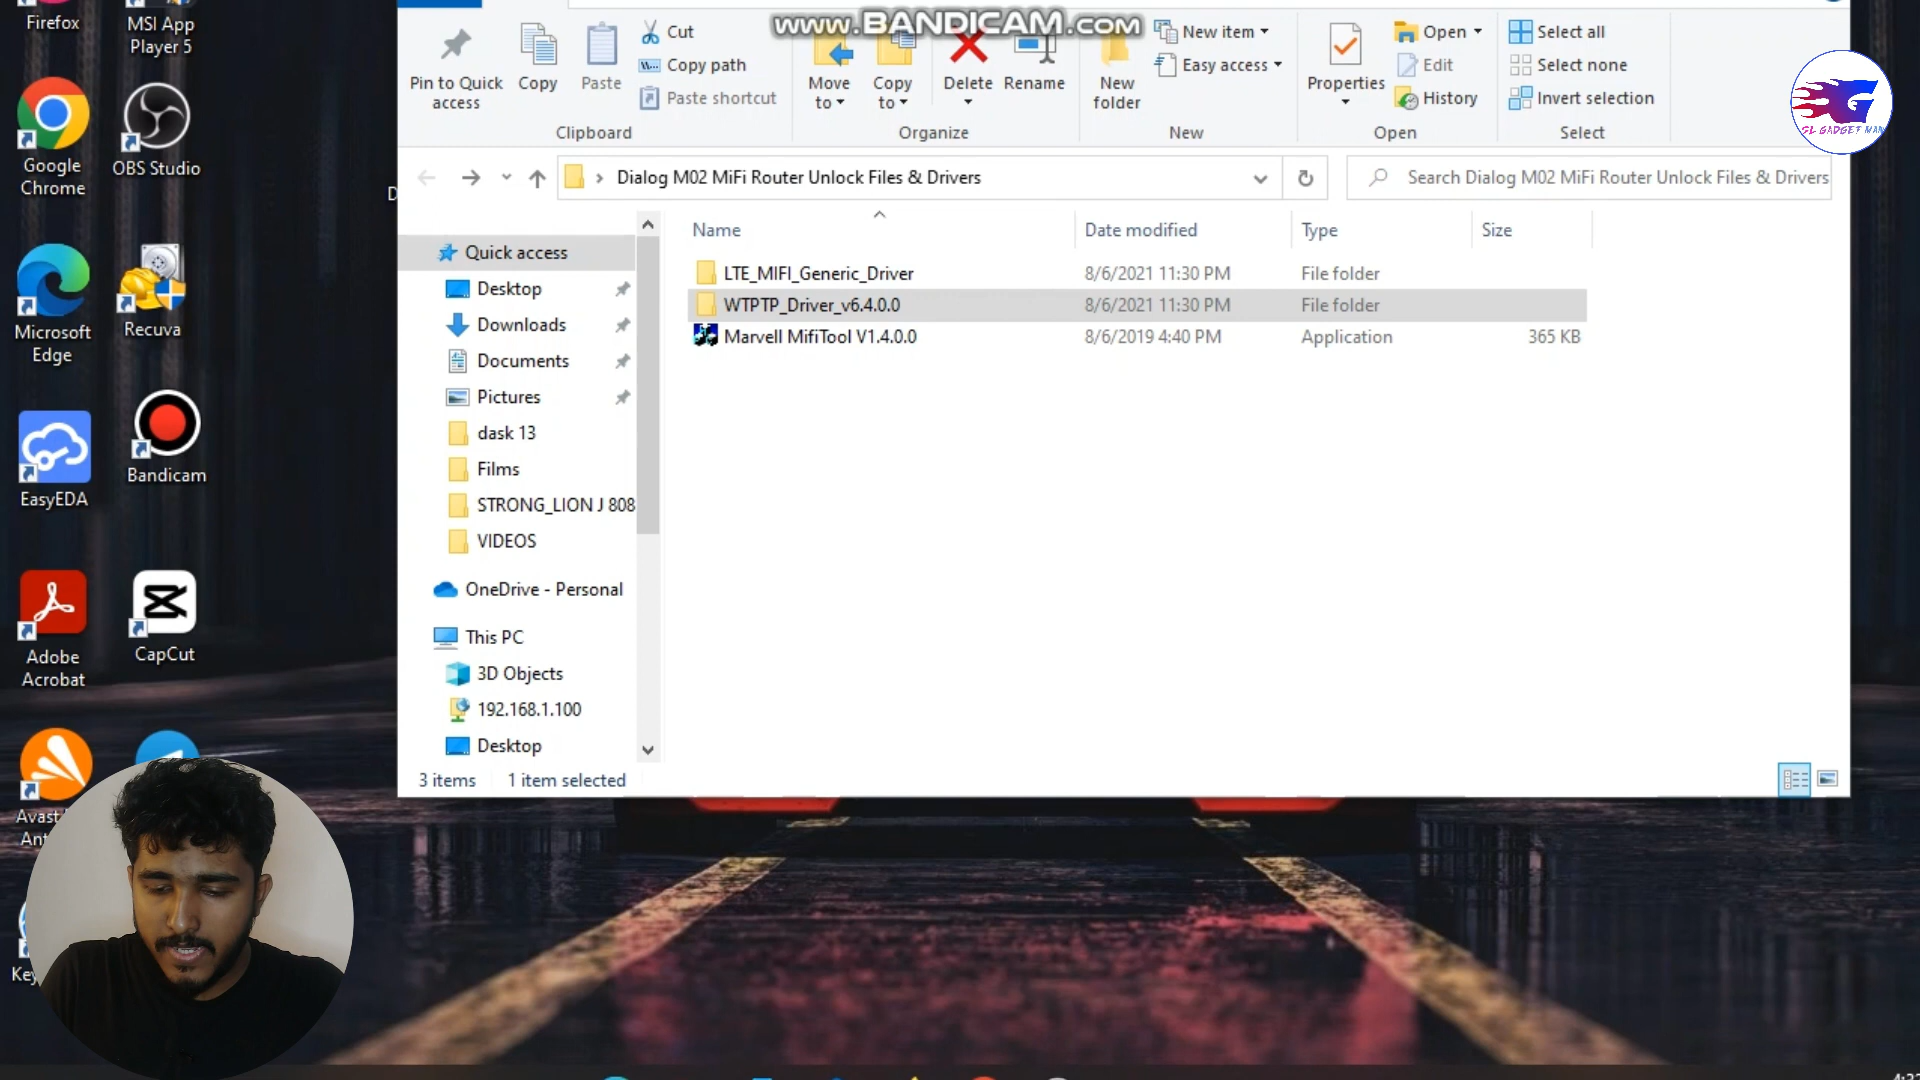 Firefox
MSI App
Player 5
Google
Chrome
OBS Studio
Microsoft
Edge
Recuva
EasyEDA
Bandicam
Adobe
Acrobat
CapCut
Avast
www.BANDICAM.com
Pin to Quick
access
Copy
Paste
Cut
Copy path
Paste shortcut
Clipboard
Move
to
Copy
to
Delete
Rename
Organize
New
folder
New item
Easy access
New
Properties
Open
Edit
History
Open
Select all
Select none
Invert selection
Select
SL GADGET MAN
Dialog M02 MiFi Router Unlock Files & Drivers
Search Dialog M02 MiFi Router Unlock Files & Drivers
Name Date modified Type Size
LTE_MIFI_Generic_Driver 8/6/2021 11:30 PM File folder
WTPTP_Driver_v6.4.0.0 8/6/2021 11:30 PM File folder
Marvell MifiTool V1.4.0.0 8/6/2019 4:40 PM Application 365 KB
Quick access
Desktop
Downloads
Documents
Pictures
dask 13
Films
STRONG_LION J 808
VIDEOS
OneDrive - Personal
This PC
3D Objects
192.168.1.100
Desktop
3 items 1 item selected